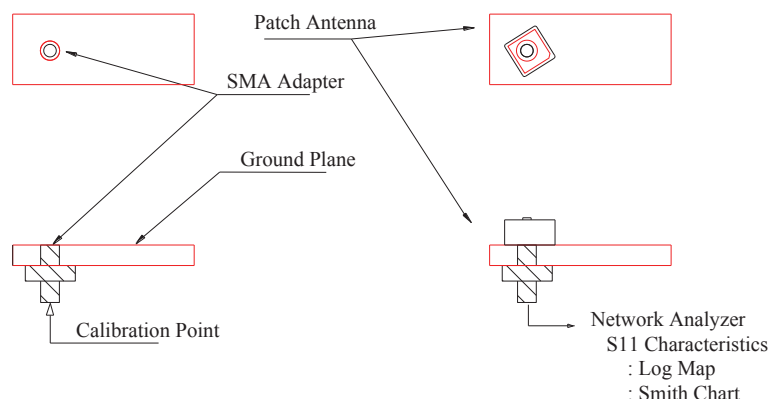 Patch Antenna
SMA Adapter
Ground Plane
Calibration Point
Network Analyzer
S11 Characteristics
: Log Map
: Smith Chart